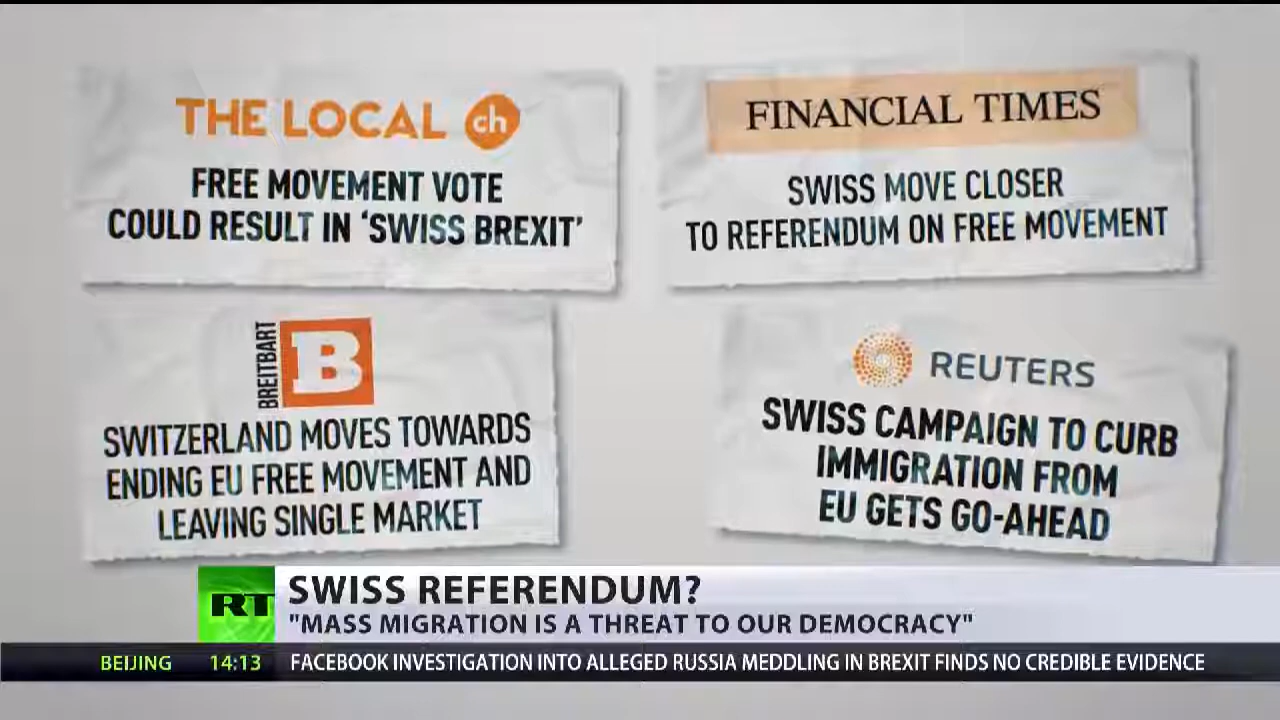 THE LOCAL ch
FREE MOVEMENT VOTE
COULD RESULT IN ‘SWISS BREXIT’
FINANCIAL TIMES
SWISS MOVE CLOSER
TO REFERENDUM ON FREE MOVEMENT
BREITBART B
SWITZERLAND MOVES TOWARDS
ENDING EU FREE MOVEMENT AND
LEAVING SINGLE MARKET
REUTERS
SWISS CAMPAIGN TO CURB
IMMIGRATION FROM
EU GETS GO-AHEAD
RT
SWISS REFERENDUM?
"MASS MIGRATION IS A THREAT TO OUR DEMOCRACY"
BEIJING 14:13 FACEBOOK INVESTIGATION INTO ALLEGED RUSSIA MEDDLING IN BREXIT FINDS NO CREDIBLE EVIDENCE